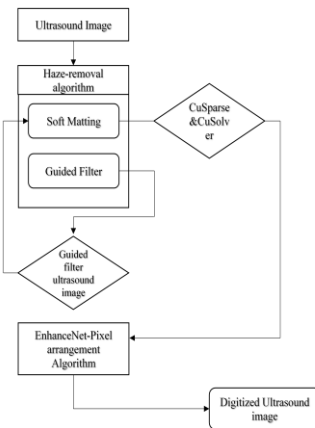 Ultrasound Image
Haze-removal
algorithm
Soft Matting
CuSparse
&CuSolv
er
Guided Filter
Guided
filter
ultrasound
image
EnhanceNet-Pixel
arrangement
Algorithm
Digitized Ultrasound
image